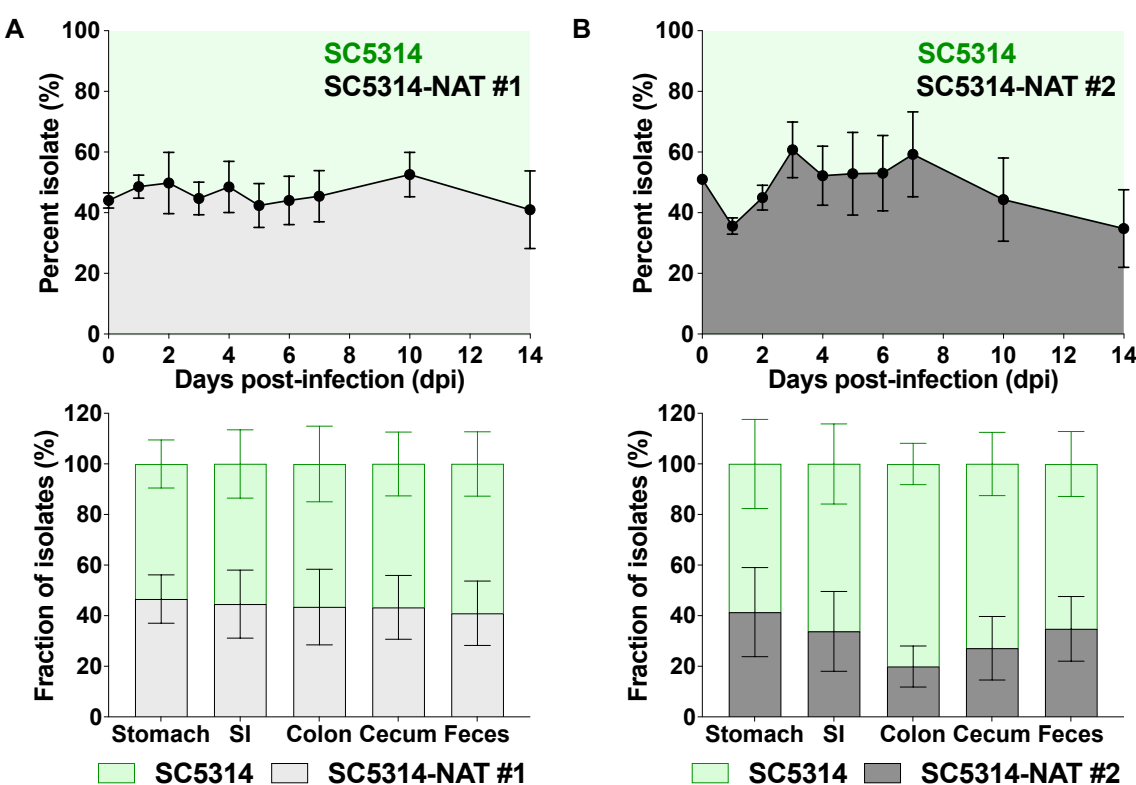 A
B
100
80
60
40
20
0
Percent isolate (%)
SC5314
SC5314-NAT #1
0 2 4 6 8 10 12 14
Days post-infection (dpi)
100
80
60
40
20
0
Percent isolate (%)
SC5314
SC5314-NAT #2
0 2 4 6 8 10 12 14
Days post-infection (dpi)
120
100
80
60
40
20
0
Fraction of isolates (%)
Stomach SI Colon Cecum Feces
SC5314 SC5314-NAT #1
120
100
80
60
40
20
0
Fraction of isolates (%)
Stomach SI Colon Cecum Feces
SC5314 SC5314-NAT #2